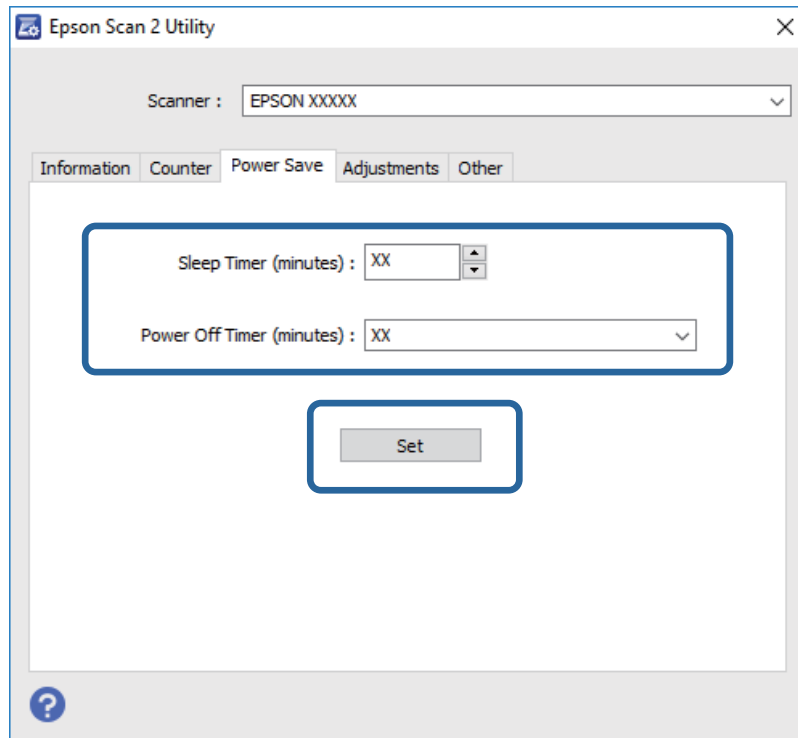 Epson Scan 2 Utility
Scanner : EPSON XXXXX
Information Counter Power Save Adjustments Other
Sleep Timer (minutes) : XX
Power Off Timer (minutes) : XX
Set
?